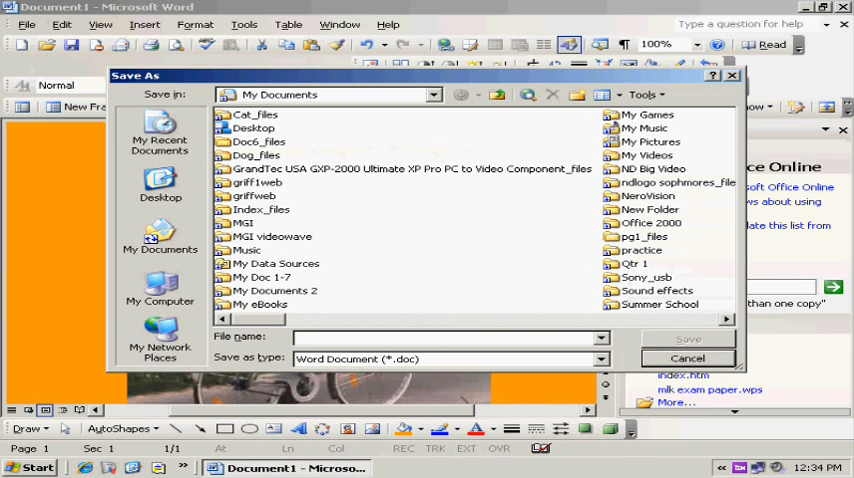 Document1 - Microsoft Word
File Edit View Insert Format Tools Table Window Help
Type a question for help
100%
Read
Normal
New Fra
Save As
Save in: My Documents
Tools
My Recent
Documents
Desktop
My Documents
My Computer
My Network
Places
Cat_files
Desktop
Doc6_files
Dog_files
GrandTec USA GXP-2000 Ultimate XP Pro PC to Video Component_files
griff1web
griffweb
Index_files
MGI
MGI videowave
Music
My Data Sources
My Doc 1-7
My Documents 2
My eBooks
My Games
My Music
My Pictures
My Videos
ND Big Video
ndlogo sophmores_file
NeroVision
New Folder
Office 2000
pg1_files
practice
Qtr 1
Sony_usb
Sound effects
Summer School
File name:
Save
Save as type: Word Document (*.doc)
Cancel
ce Online
soft Office Online
ws about using
date this list from
than one copy"
index.htm
mlk exam paper.wps
More...
Draw AutoShapes
Page 1 Sec 1 1/1 At Ln Col REC TRK EXT OVR
Start
Document1 - Microso...
12:34 PM